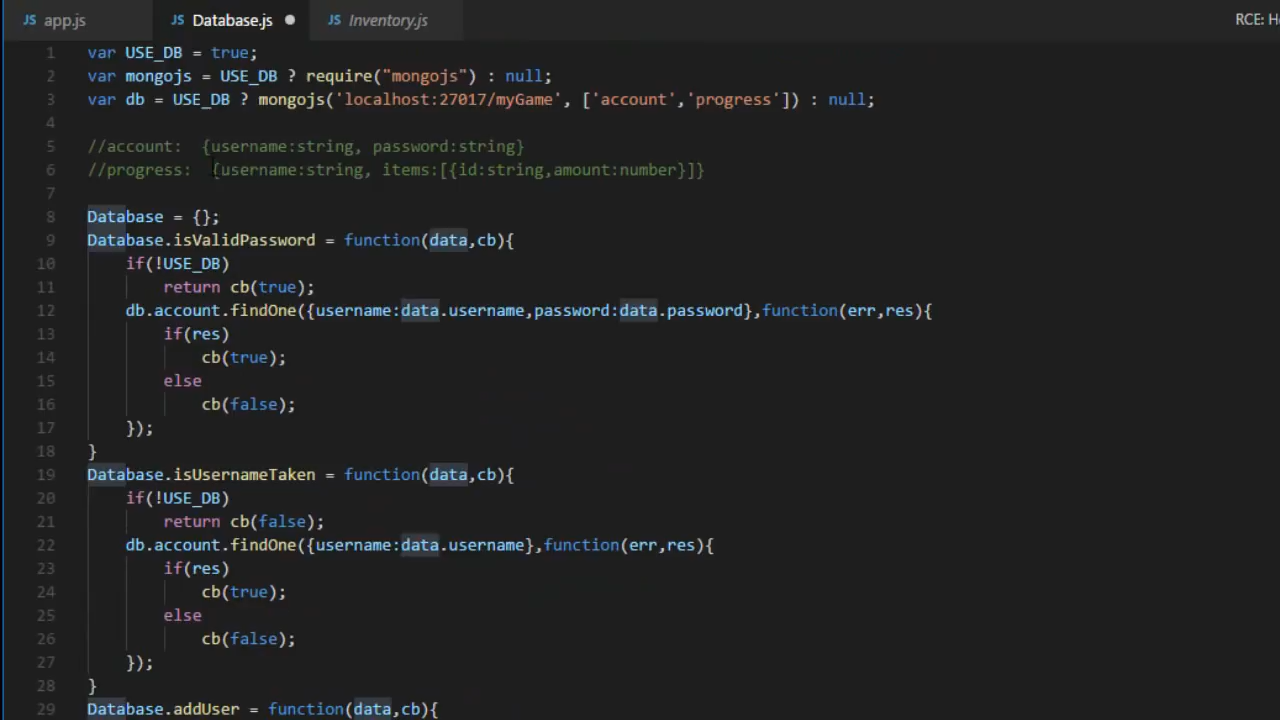 app.js Database.js Inventory.js RCE: H
1 var USE_DB = true;
2 var mongojs = USE_DB ? require("mongojs") : null;
3 var db = USE_DB ? mongojs('localhost:27017/myGame', ['account','progress']) : null;
4
5 //account:  {username:string, password:string}
6 //progress:  {username:string, items:[{id:string,amount:number}]}
7
8 Database = {};
9 Database.isValidPassword = function(data,cb){
10     if(!USE_DB)
11         return cb(true);
12     db.account.findOne({username:data.username,password:data.password},function(err,res){
13         if(res)
14             cb(true);
15         else
16             cb(false);
17     });
18 }
19 Database.isUsernameTaken = function(data,cb){
20     if(!USE_DB)
21         return cb(false);
22     db.account.findOne({username:data.username},function(err,res){
23         if(res)
24             cb(true);
25         else
26             cb(false);
27     });
28 }
29 Database.addUser = function(data,cb){